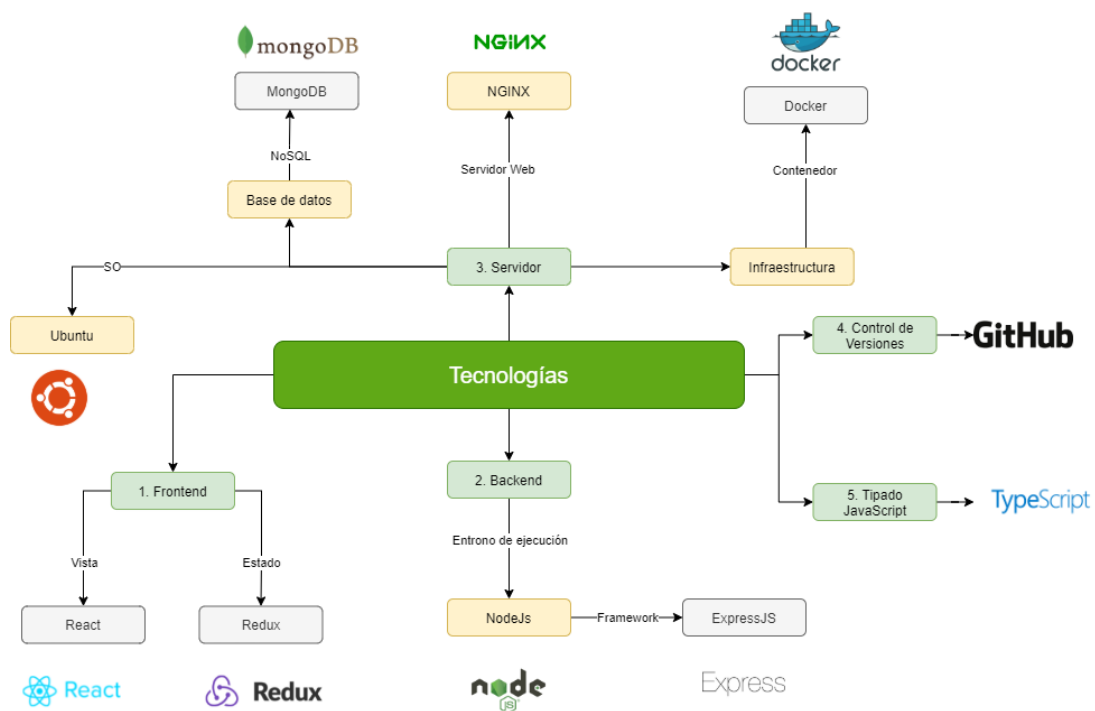 mongoDB
NGINX
docker
MongoDB
NGINX
Docker
NoSQL
Servidor Web
Contenedor
Base de datos
SO
3. Servidor
Infraestructura
Ubuntu
4. Control de
Versiones
GitHub
Tecnologías
1. Frontend
2. Backend
5. Tipado
JavaScript
TypeScript
Entrono de ejecución
Vista
Estado
React
Redux
NodeJs
Framework
ExpressJS
React
Redux
node
JS
Express